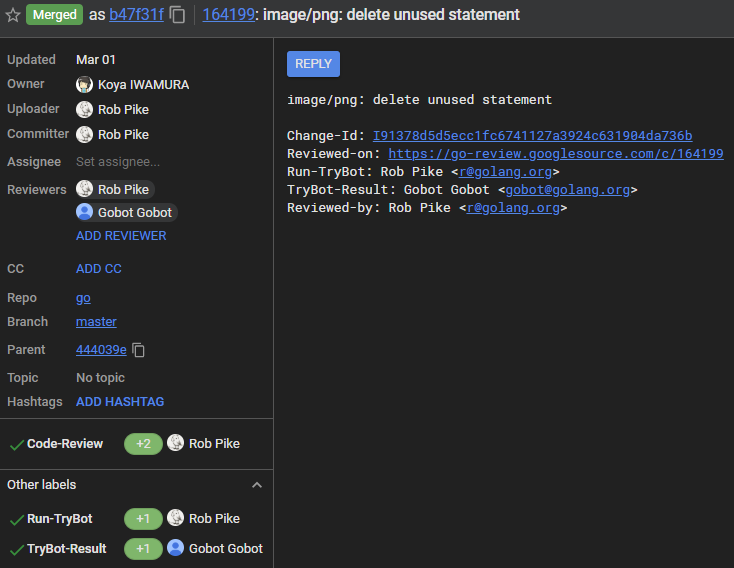 Merged as b47f31f 164199: image/png: delete unused statement
Updated Mar 01
Owner Koya IWAMURA
Uploader Rob Pike
Committer Rob Pike
Assignee Set assignee...
Reviewers Rob Pike
Gobot Gobot
ADD REVIEWER
CC ADD CC
Repo go
Branch master
Parent 444039e
Topic No topic
Hashtags ADD HASHTAG
Code-Review +2 Rob Pike
Other labels
Run-TryBot +1 Rob Pike
TryBot-Result +1 Gobot Gobot
REPLY
image/png: delete unused statement
Change-Id: I91378d5d5ecc1fc6741127a3924c631904da736b
Reviewed-on: https://go-review.googlesource.com/c/164199
Run-TryBot: Rob Pike <r@golang.org>
TryBot-Result: Gobot Gobot <gobot@golang.org>
Reviewed-by: Rob Pike <r@golang.org>